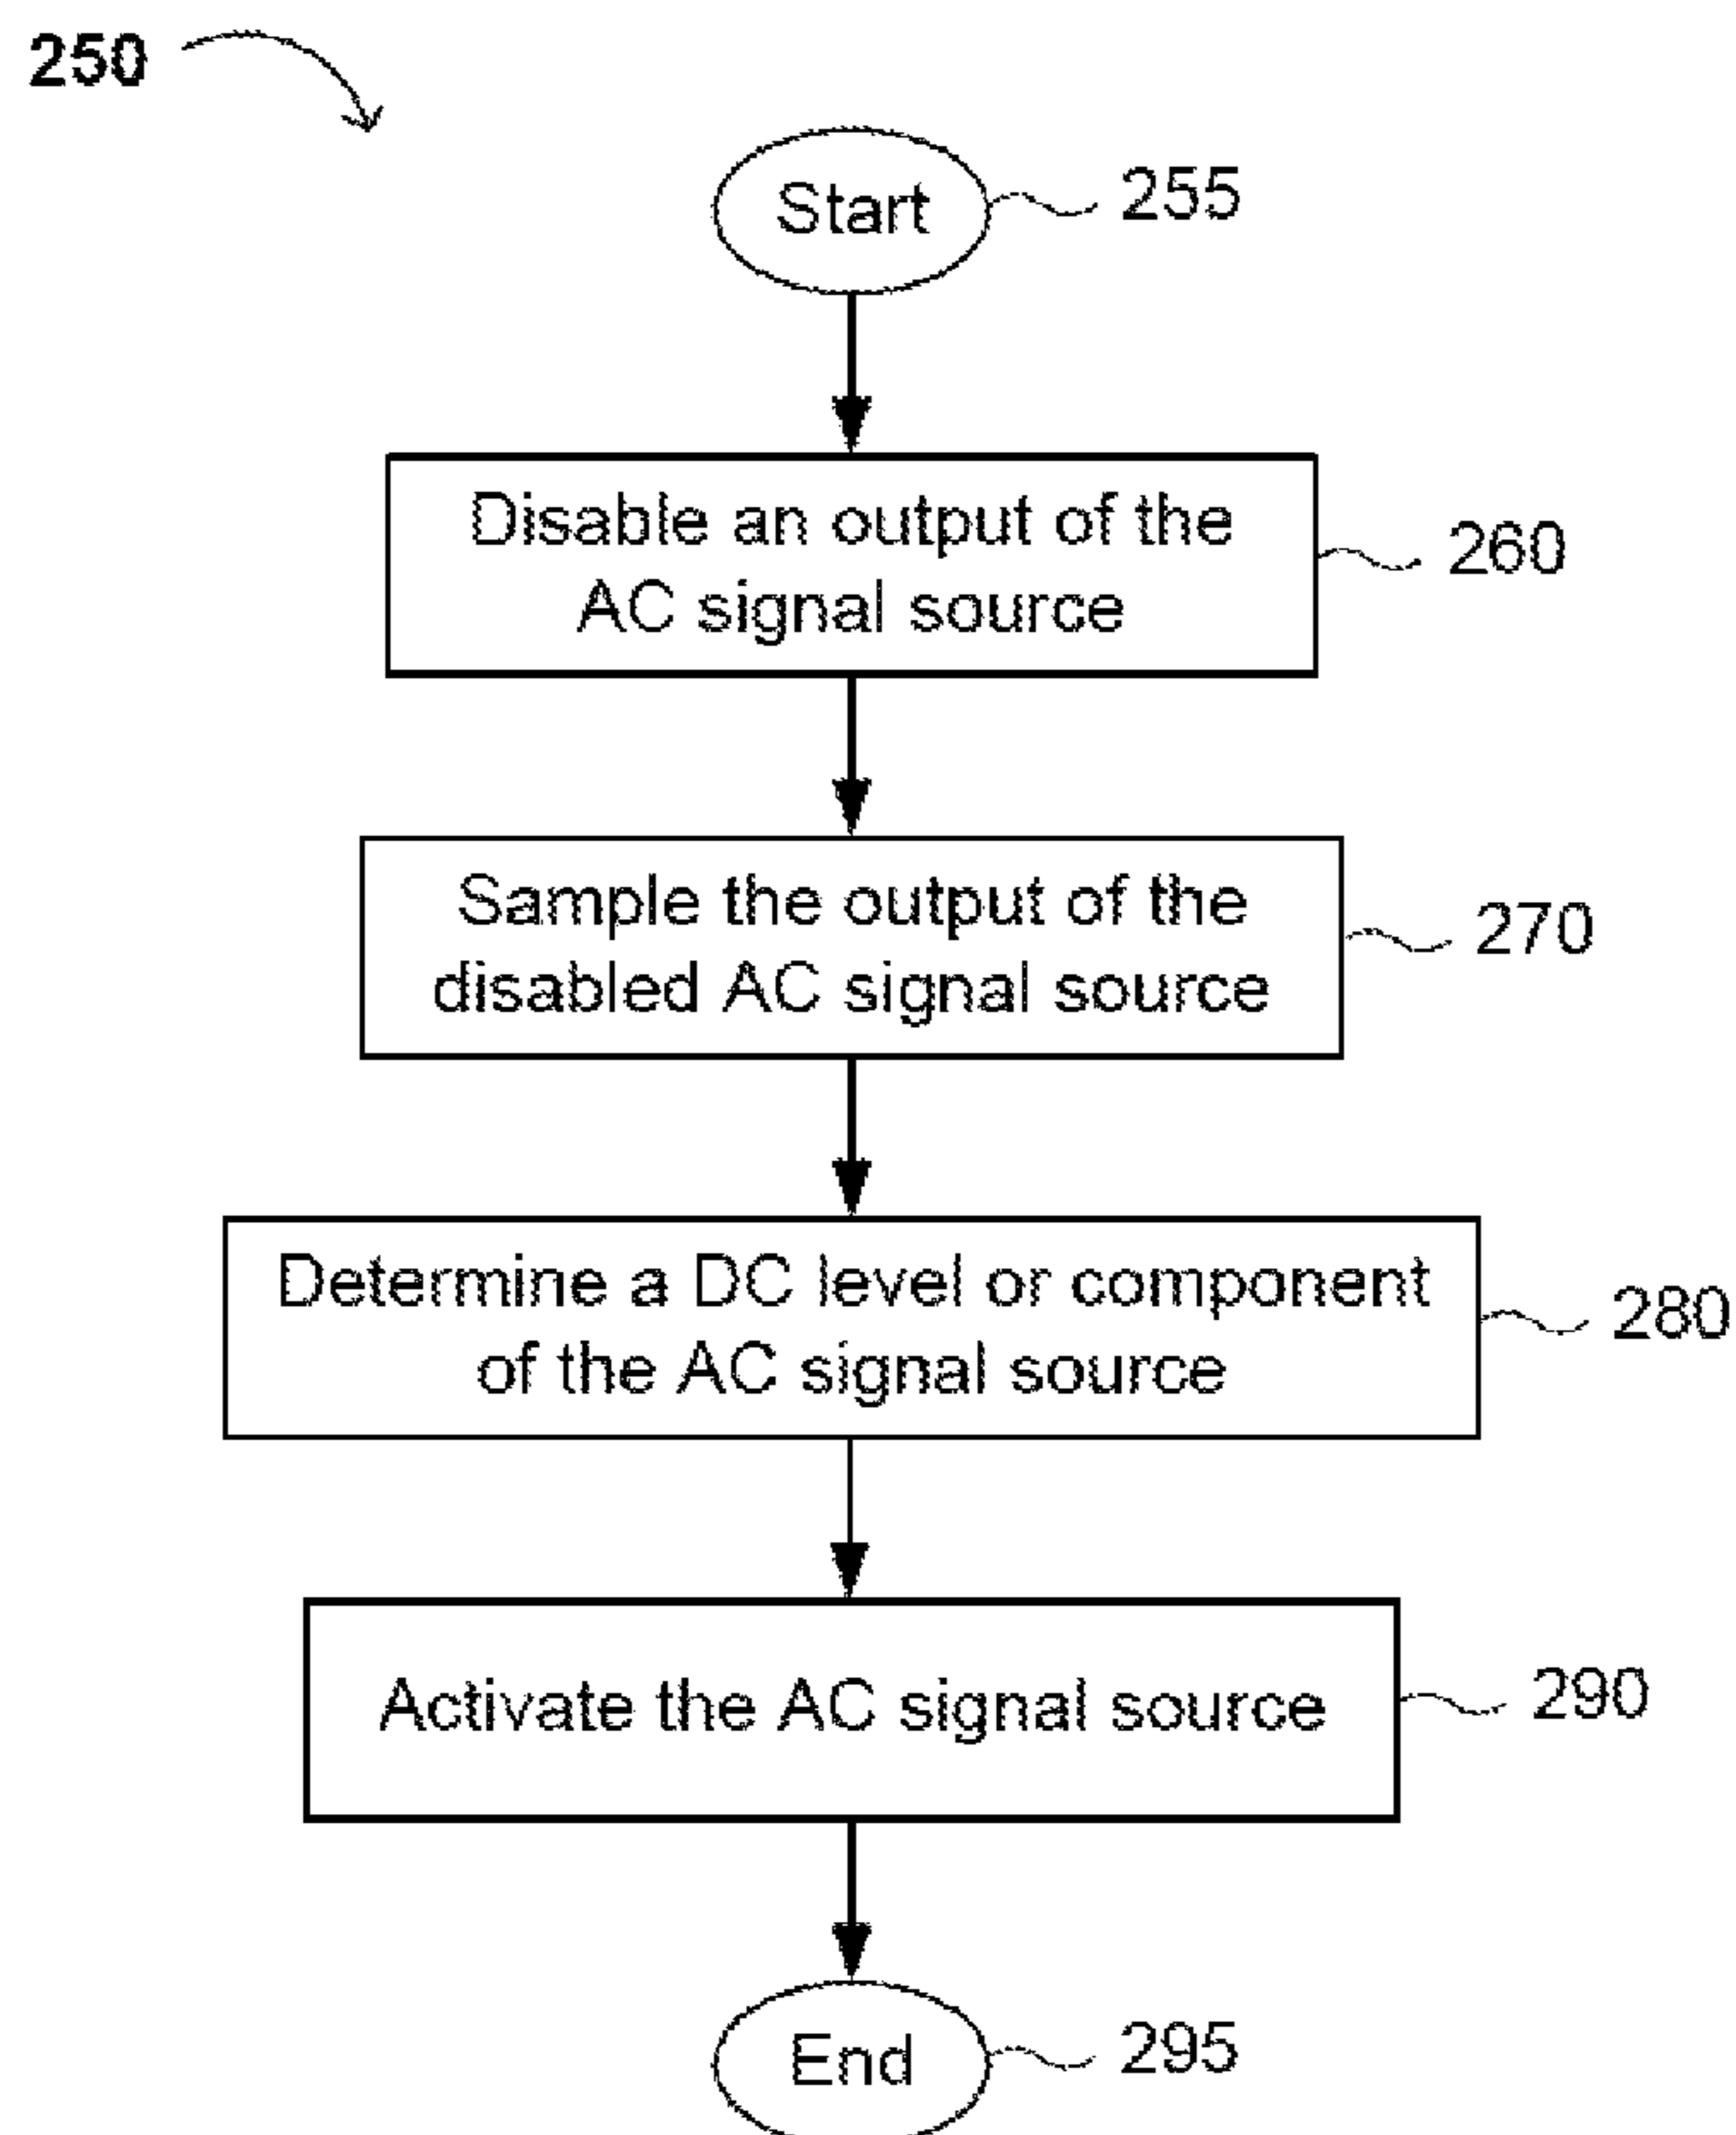 250
Start
255
Disable an output of the
AC signal source
260
Sample the output of the
disabled AC signal source
270
Determine a DC level or component
of the AC signal source
280
Activate the AC signal source
290
End
295